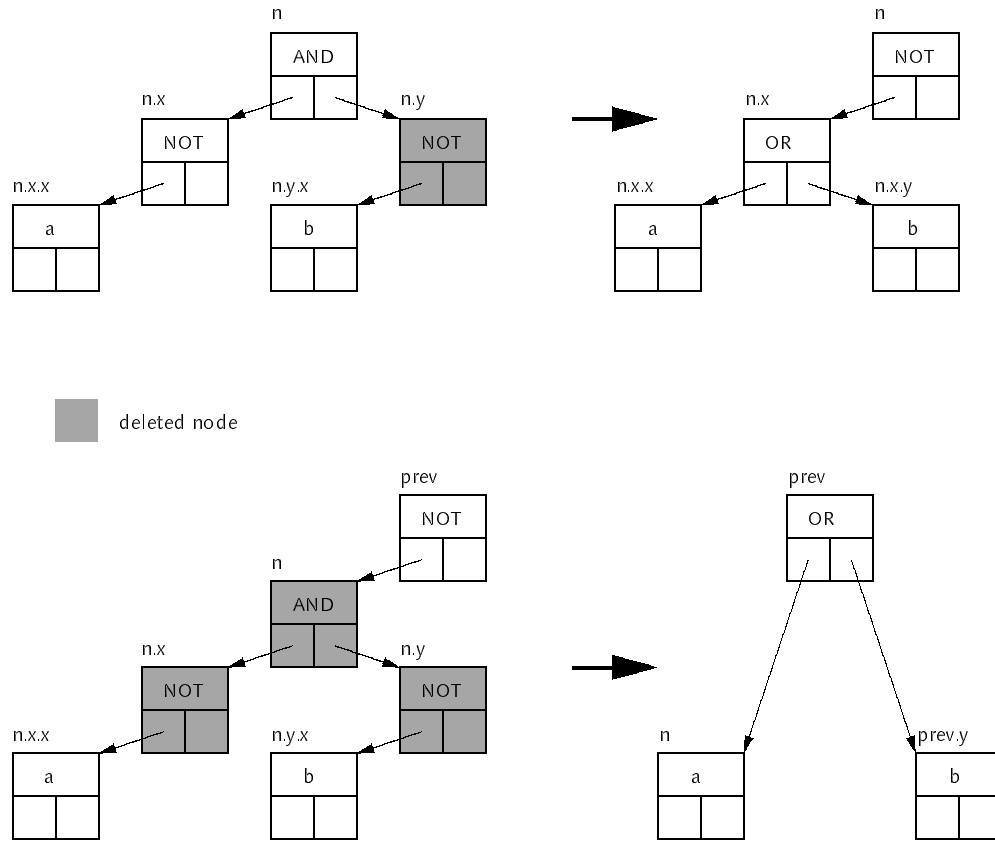 n
AND
n.x
n.y
NOT
NOT
n.x.x
n.y.x
a
b
n
NOT
n.x
OR
n.x.x
n.x.y
a
b
deleted node
prev
NOT
n
AND
n.x
n.y
NOT
NOT
n.x.x
n.y.x
a
b
prev
OR
n
prev.y
a
b